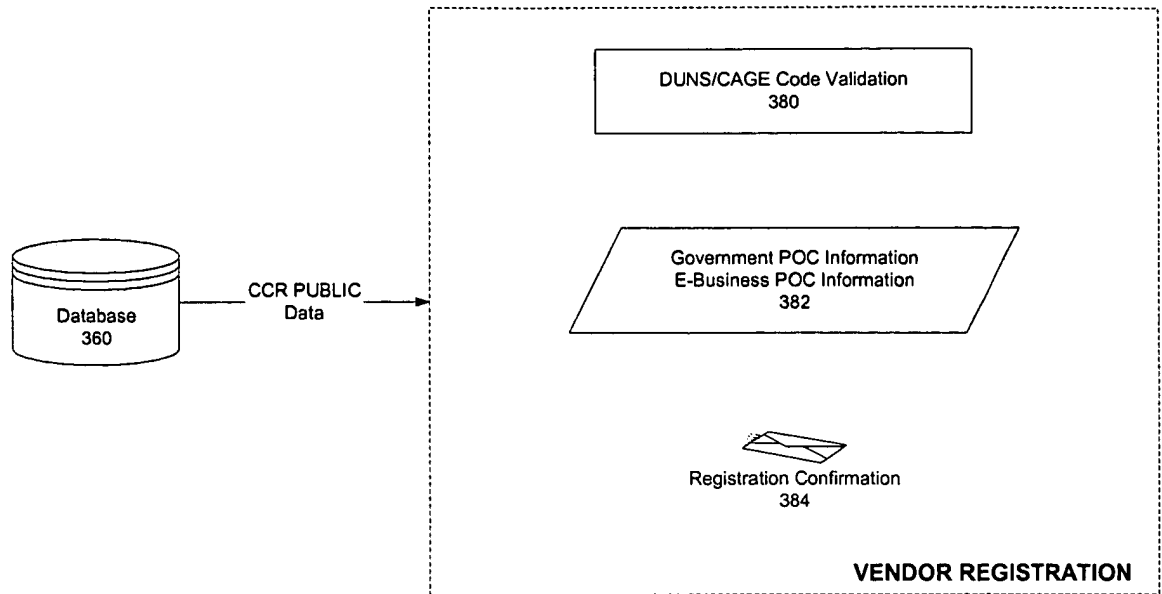 DUNS/CAGE Code Validation
380
Government POC Information
E-Business POC Information
382
CCR PUBLIC
Data
Database
360
Registration Confirmation
384
VENDOR REGISTRATION